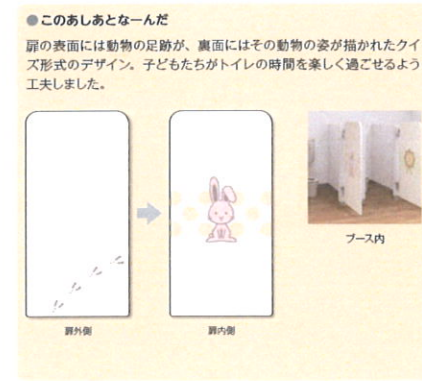 ●このあしあとなーんだ
扉の表面には動物の足跡が、裏面にはその動物の姿が描かれたクイ
ズ形式のデザイン。子どもたちがトイレの時間を楽しく過ごせるよう
工夫しました。
ブース内
扉外側
扉内側